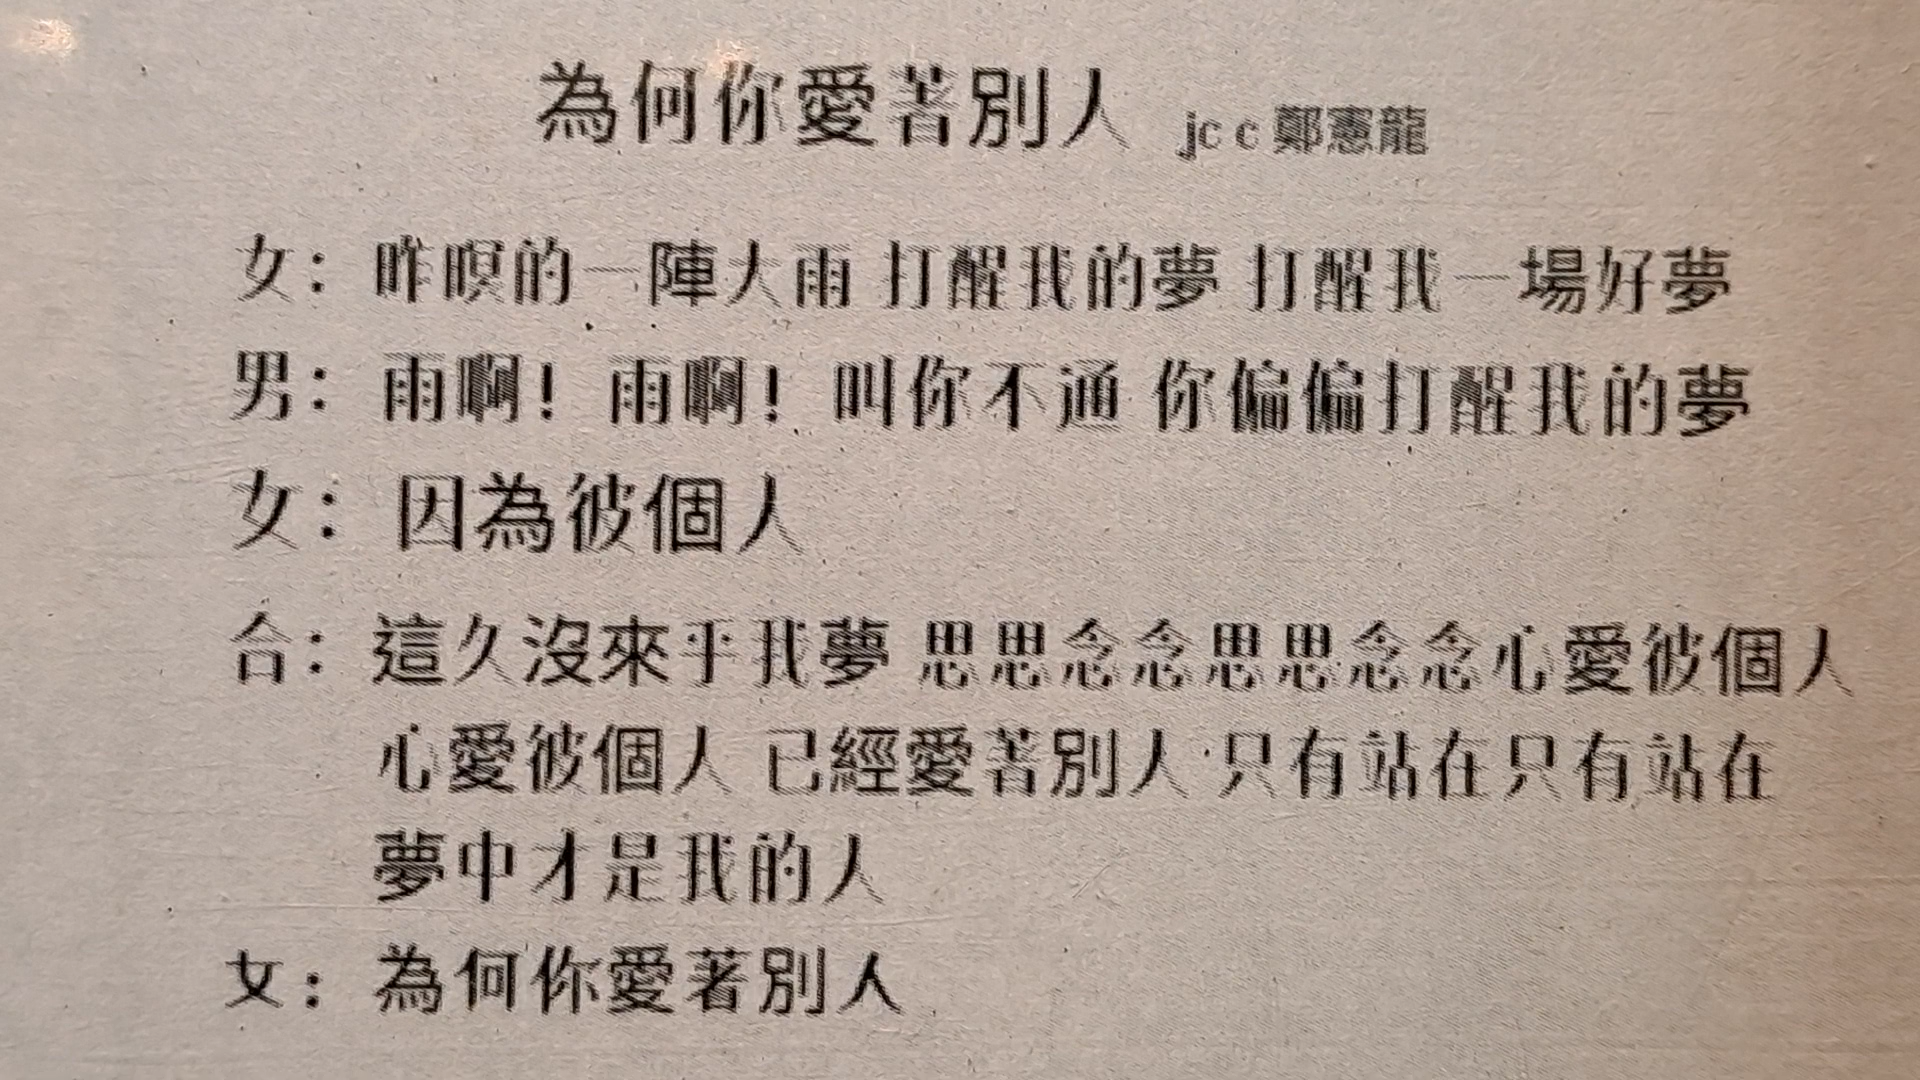 為何你愛著別人 jc c 鄭憲龍
女：昨暝的一陣大雨 打醒我的夢 打醒我一場好夢
男：雨啊！雨啊！叫你不通 你偏偏打醒我的夢
女：因為彼個人
合：這久沒來乎我夢 思思念念思思念念心愛彼個人
心愛彼個人 已經愛著別人 只有站在只有站在
夢中才是我的人
女：為何你愛著別人